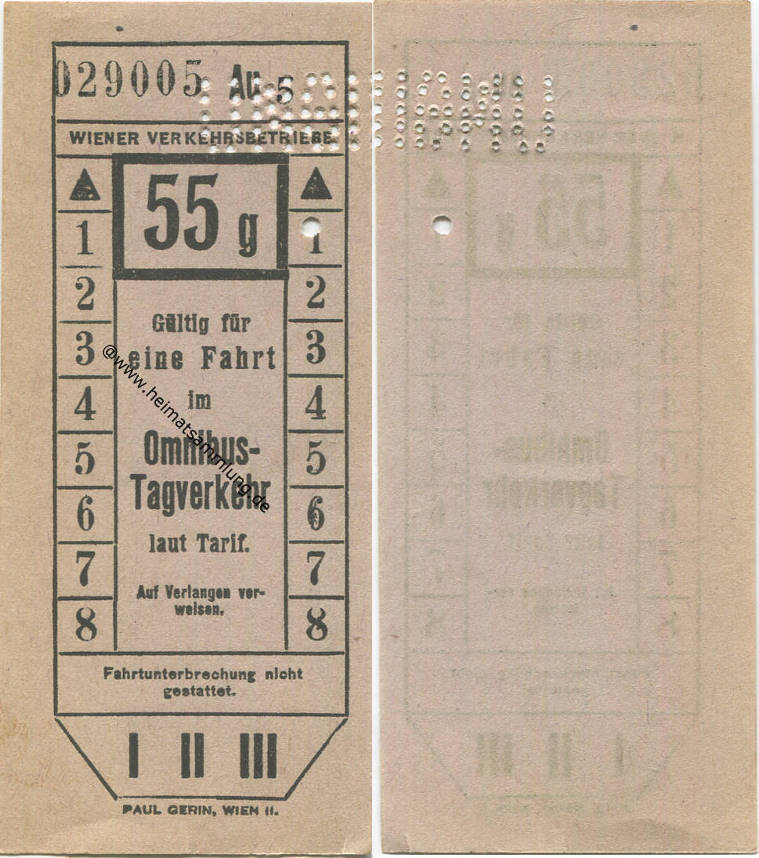 029005 Au 5
WIENER VERKEHRSBETRIEBE
55 g
1 1
2 2
3 3
4 4
5 5
6 6
7 7
8 8
Gültig für
eine Fahrt
im
Omnibus-
Tagverkehr
laut Tarif.
Auf Verlangen vor-
weisen.
Fahrtunterbrechung nicht
gestattet.
I II III
PAUL GERIN, WIEN II.
@www.heimatsammlung.de